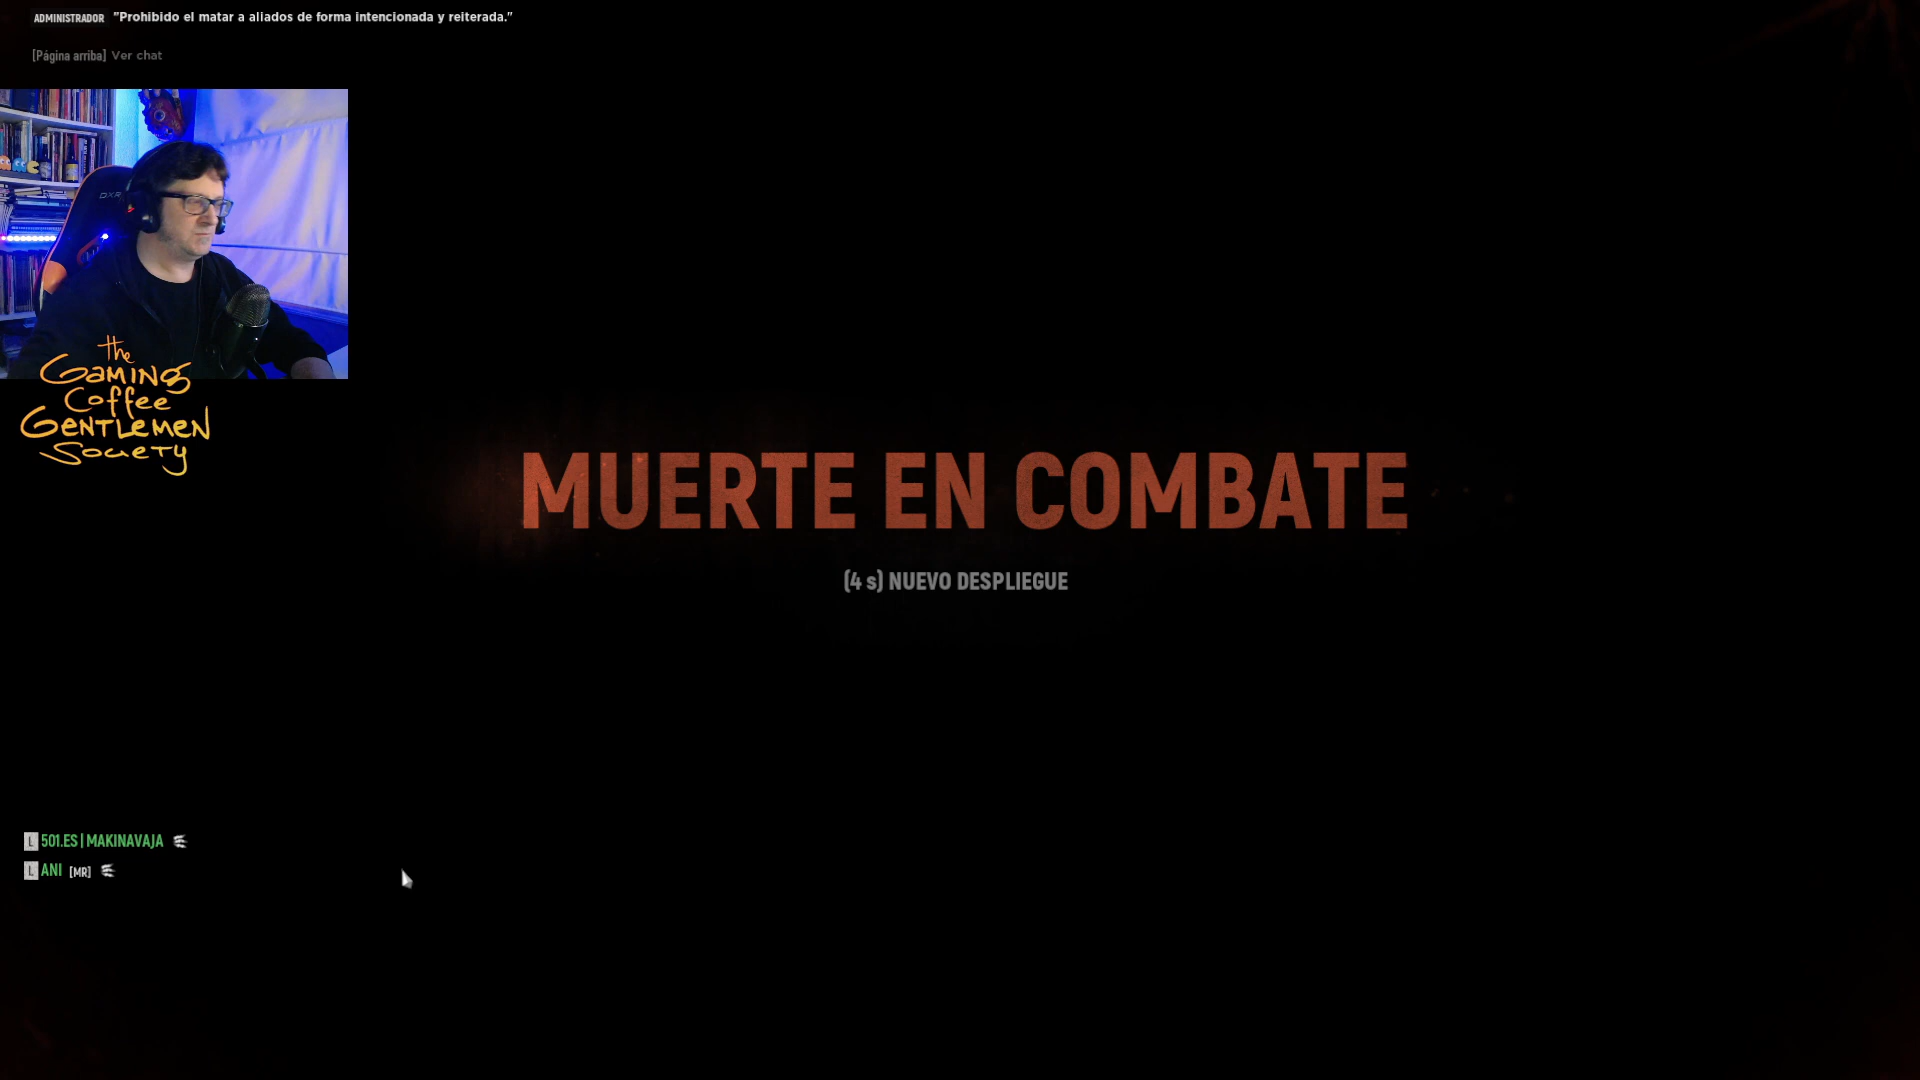 ADMINISTRADOR "Prohibido el matar a aliados de forma intencionada y reiterada."
[Página arriba] Ver chat
DXR
the
Gaming
Coffee
Gentlemen
Society
MUERTE EN COMBATE
(4 s) NUEVO DESPLIEGUE
L 501.ES | MAKINAVAJA
L ANI [MR]